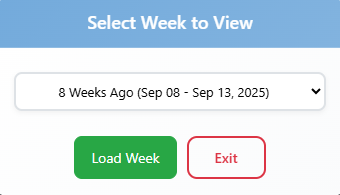 Select Week to View
8 Weeks Ago (Sep 08 - Sep 13, 2025)
Load Week
Exit